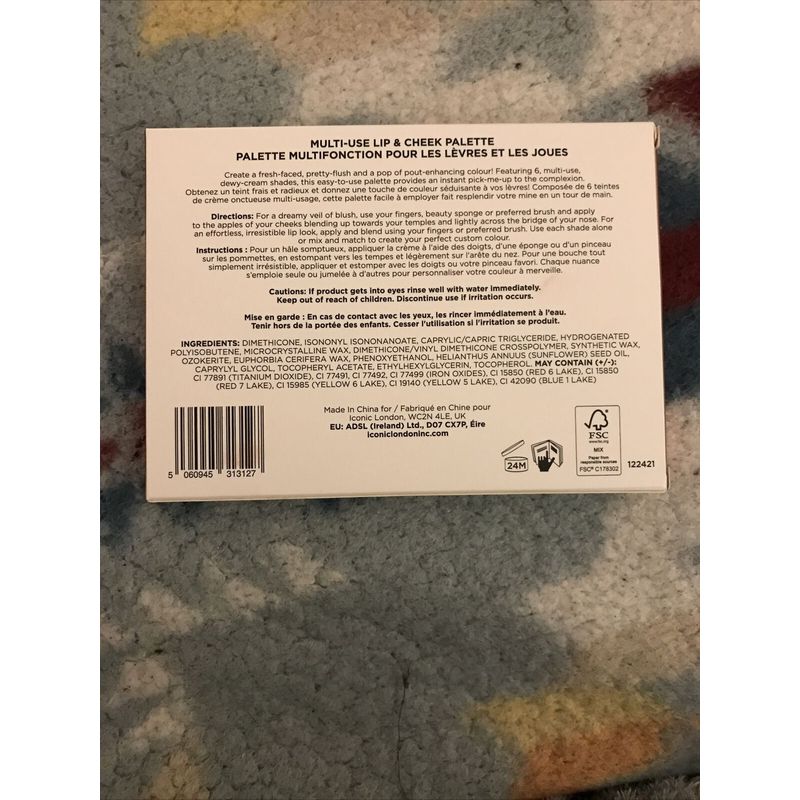 MULTI-USE LIP & CHEEK PALETTE
PALETTE MULTIFONCTION POUR LES LÈVRES ET LES JOUES
Create a fresh-faced, pretty-flush and a pop of pout-enhancing colour! Featuring 6, multi-use,
dewy-cream shades, this easy-to-use palette provides an instant pick-me-up to the complexion.
Obtenez un teint frais et radieux et donnez une touche de couleur séduisante à vos lèvres! Composée de 6 teintes
de crème onctueuse multi-usage, cette palette facile à employer fait resplendir votre mine en un tour de main.
Directions: For a dreamy veil of blush, use your fingers, beauty sponge or preferred brush and apply
to the apples of your cheeks blending up towards your temples and lightly across the bridge of your nose. For
an effortless, irresistible lip look, apply and blend using your fingers or preferred brush. Use each shade alone
or mix and match to create your perfect custom colour.
Instructions : Pour un hâle somptueux, appliquer la crème à l'aide des doigts, d'une éponge ou d'un pinceau
sur les pommettes, en estompant vers les tempes et légèrement sur l'arête du nez. Pour une bouche tout
simplement irrésistible, appliquer et estomper avec les doigts ou votre pinceau favori. Chaque nuance
s'emploie seule ou jumelée à d'autres pour personnaliser votre couleur à merveille.
Cautions: If product gets into eyes rinse well with water immediately.
Keep out of reach of children. Discontinue use if irritation occurs.
Mise en garde : En cas de contact avec les yeux, les rincer immédiatement à l'eau.
Tenir hors de la portée des enfants. Cesser l'utilisation si l'irritation se produit.
INGREDIENTS: DIMETHICONE, ISONONYL ISONONANOATE, CAPRYLIC/CAPRIC TRIGLYCERIDE, HYDROGENATED
POLYISOBUTENE, MICROCRYSTALLINE WAX, DIMETHICONE/VINYL DIMETHICONE CROSSPOLYMER, SYNTHETIC WAX,
OZOKERITE, EUPHORBIA CERIFERA WAX, PHENOXYETHANOL, HELIANTHUS ANNUUS (SUNFLOWER) SEED OIL,
CAPRYLYL GLYCOL, TOCOPHERYL ACETATE, ETHYLHEXYLGLYCERIN, TOCOPHEROL. MAY CONTAIN (+/-):
CI 77891 (TITANIUM DIOXIDE), CI 77491, CI 77492, CI 77499 (IRON OXIDES), CI 15850 (RED 6 LAKE), CI 15850
(RED 7 LAKE), CI 15985 (YELLOW 6 LAKE), CI 19140 (YELLOW 5 LAKE), CI 42090 (BLUE 1 LAKE)
Made In China for / Fabriqué en Chine pour
Iconic London, WC2N 4LE, UK
EU: ADSL (Ireland) Ltd., D07 CX7P, Éire
iconiclondoninc.com
5 060945 313127
24M
FSC
www.fsc.org
MIX
Paper from
responsible sources
FSC® C178302
122421